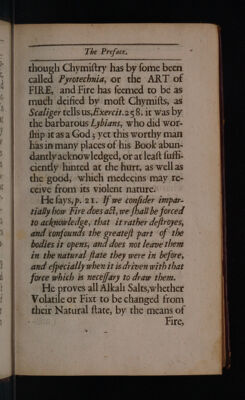 The Preface.
though Chymistry has by some been
called Pyrotechnia, or the ART of
FIRE, and Fire has seemed to be as
much deified by most Chymists, as
Scaliger tells us, Exercit. 258. it was by
the barbarous Lybians, who did wor-
ship it as a God; yet this worthy man
has in many places of his Book abun-
dantly acknowledged, or at least suffi-
ciently hinted at the hurt, as well as
the good, which medecins may re-
ceive from its violent nature.
He says, p. 21. If we consider impar-
tially how Fire does act, we shall be forced
to acknowledge, that it rather destroyes,
and confounds the greatest part of the
bodies it opens, and does not leave them
in the natural state they were in before,
and especially when it is driven with that
force which is necessary to draw them.
He proves all Alkali Salts, whether
Volatile or Fixt to be changed from
their Natural state, by the means of
Fire,